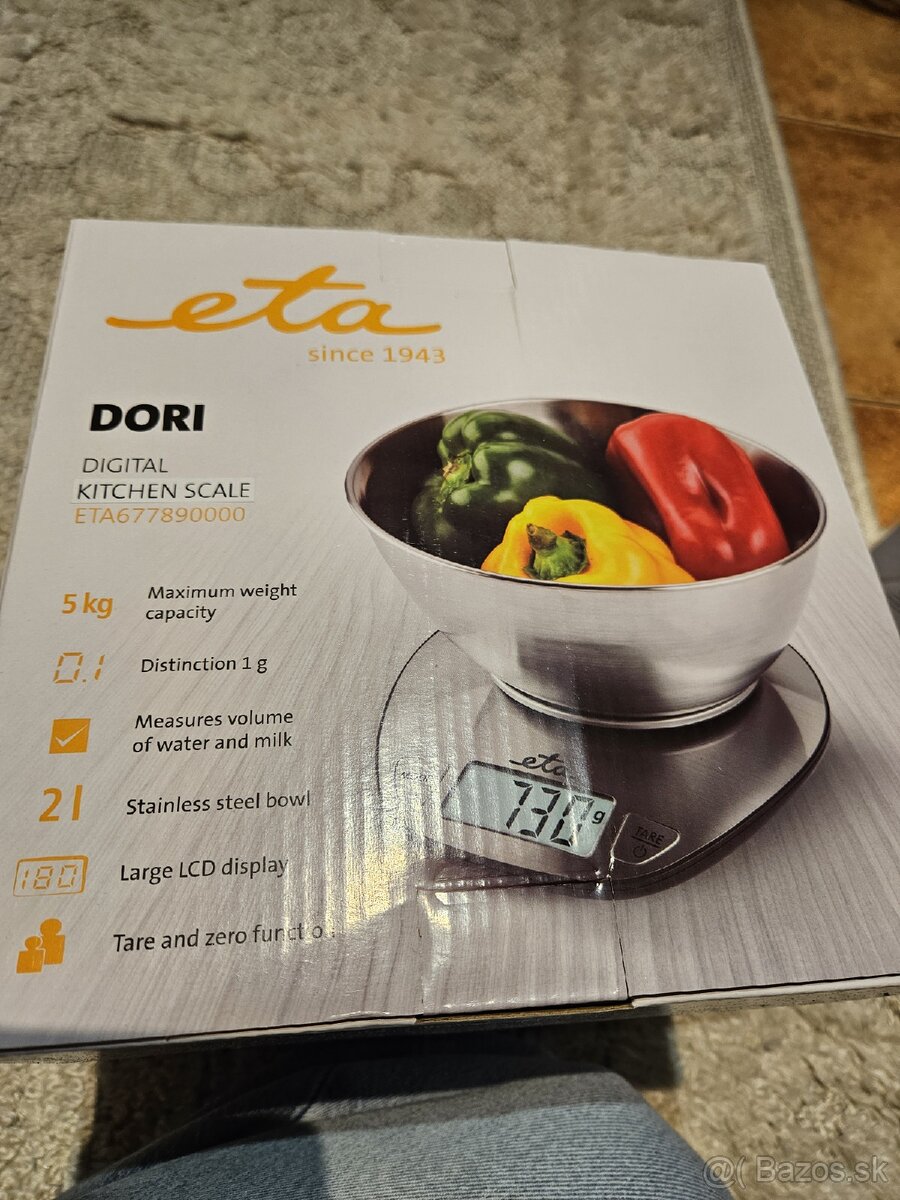 eta
since 1943
DORI
DIGITAL
KITCHEN SCALE
ETA677890000
5 kg
Maximum weight
capacity
0.1
Distinction 1 g
Measures volume
of water and milk
2 l
Stainless steel bowl
180
Large LCD display
Tare and zero
eta
730 g
TARE
@( Bazos.sk